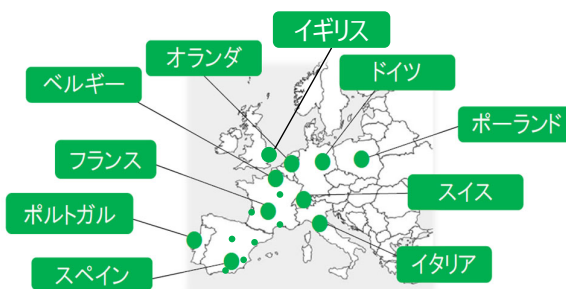 イギリス
オランダ
ドイツ
ベルギー
ポーランド
フランス
スイス
ポルトガル
イタリア
スペイン